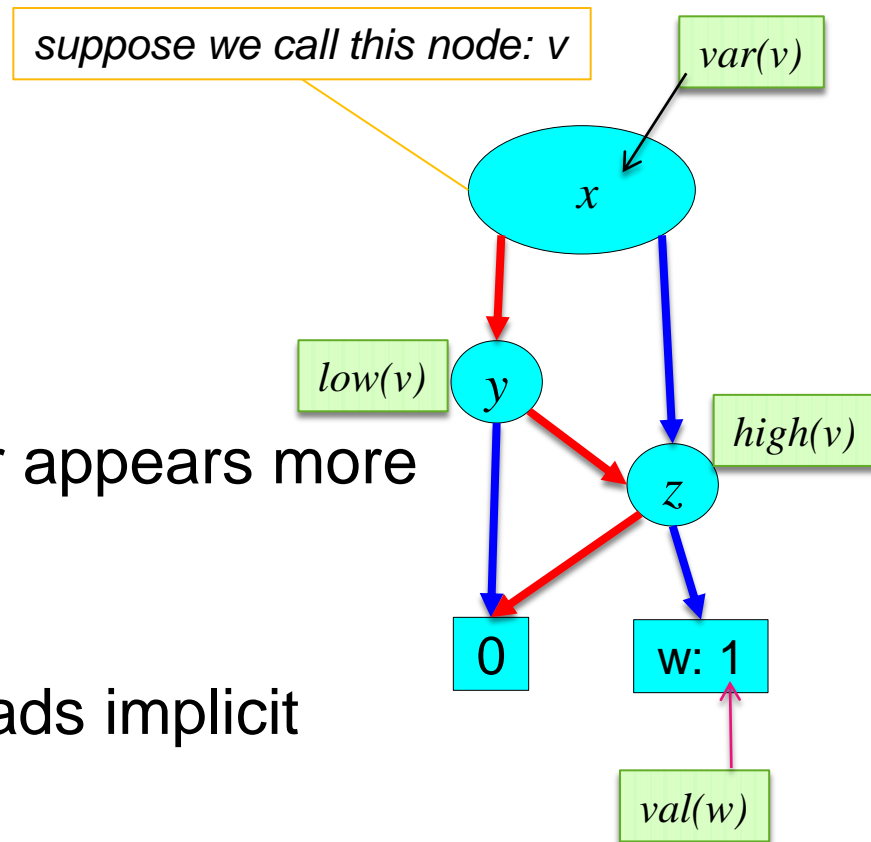 suppose we call this node: v
var(v)
x
low(v)
y
high(v)
r appears more
z
0
w: 1
ads implicit
val(w)